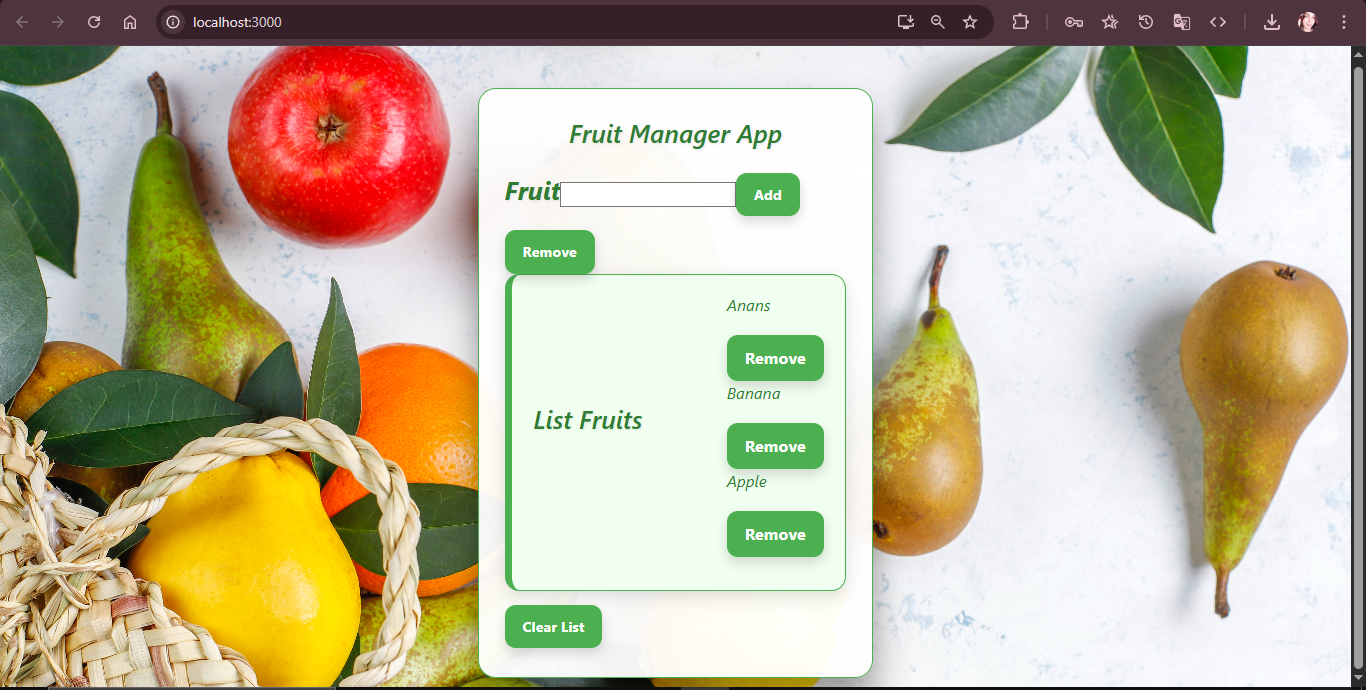 localhost:3000
Fruit Manager App
Fruit Add
Remove
Anans
Remove
Banana
List Fruits
Remove
Apple
Remove
Clear List